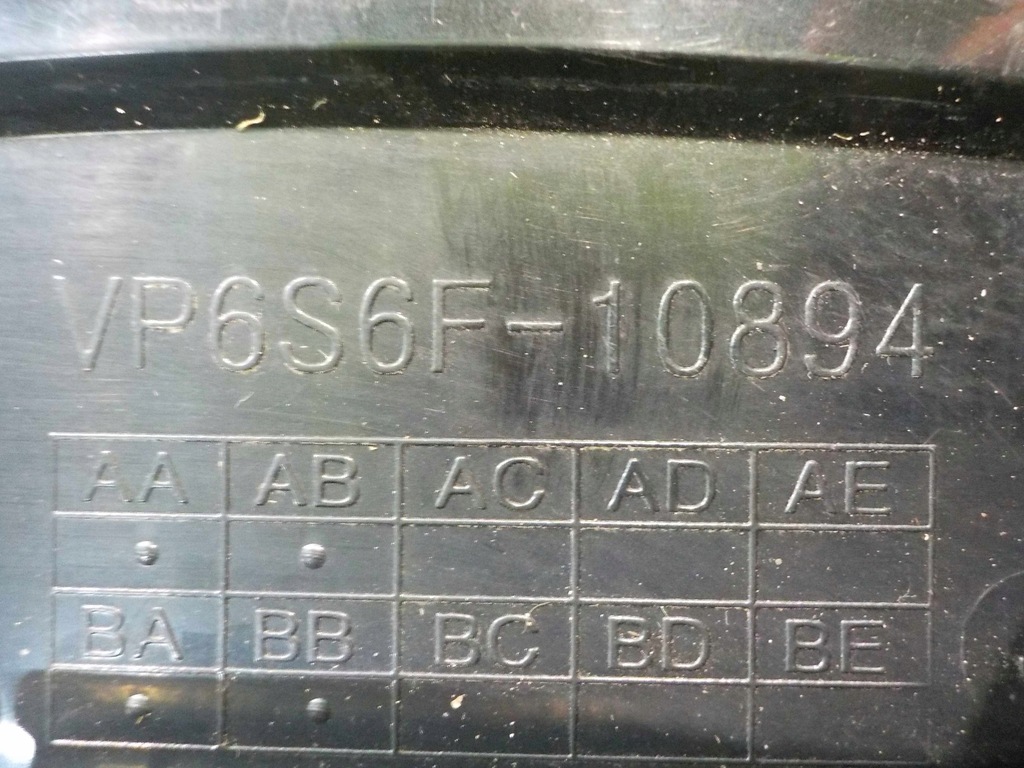 VP6S6F-10894
AA AB AC AD AE
BA BB BC BD BE